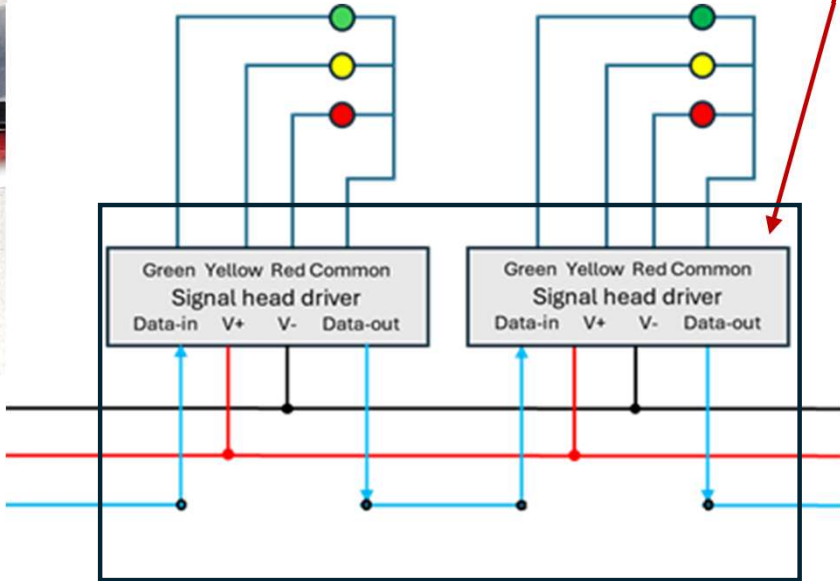 Green Yellow Red Common
Signal head driver
Data-in V+ V- Data-out
Green Yellow Red Common
Signal head driver
Data-in V+ V- Data-out